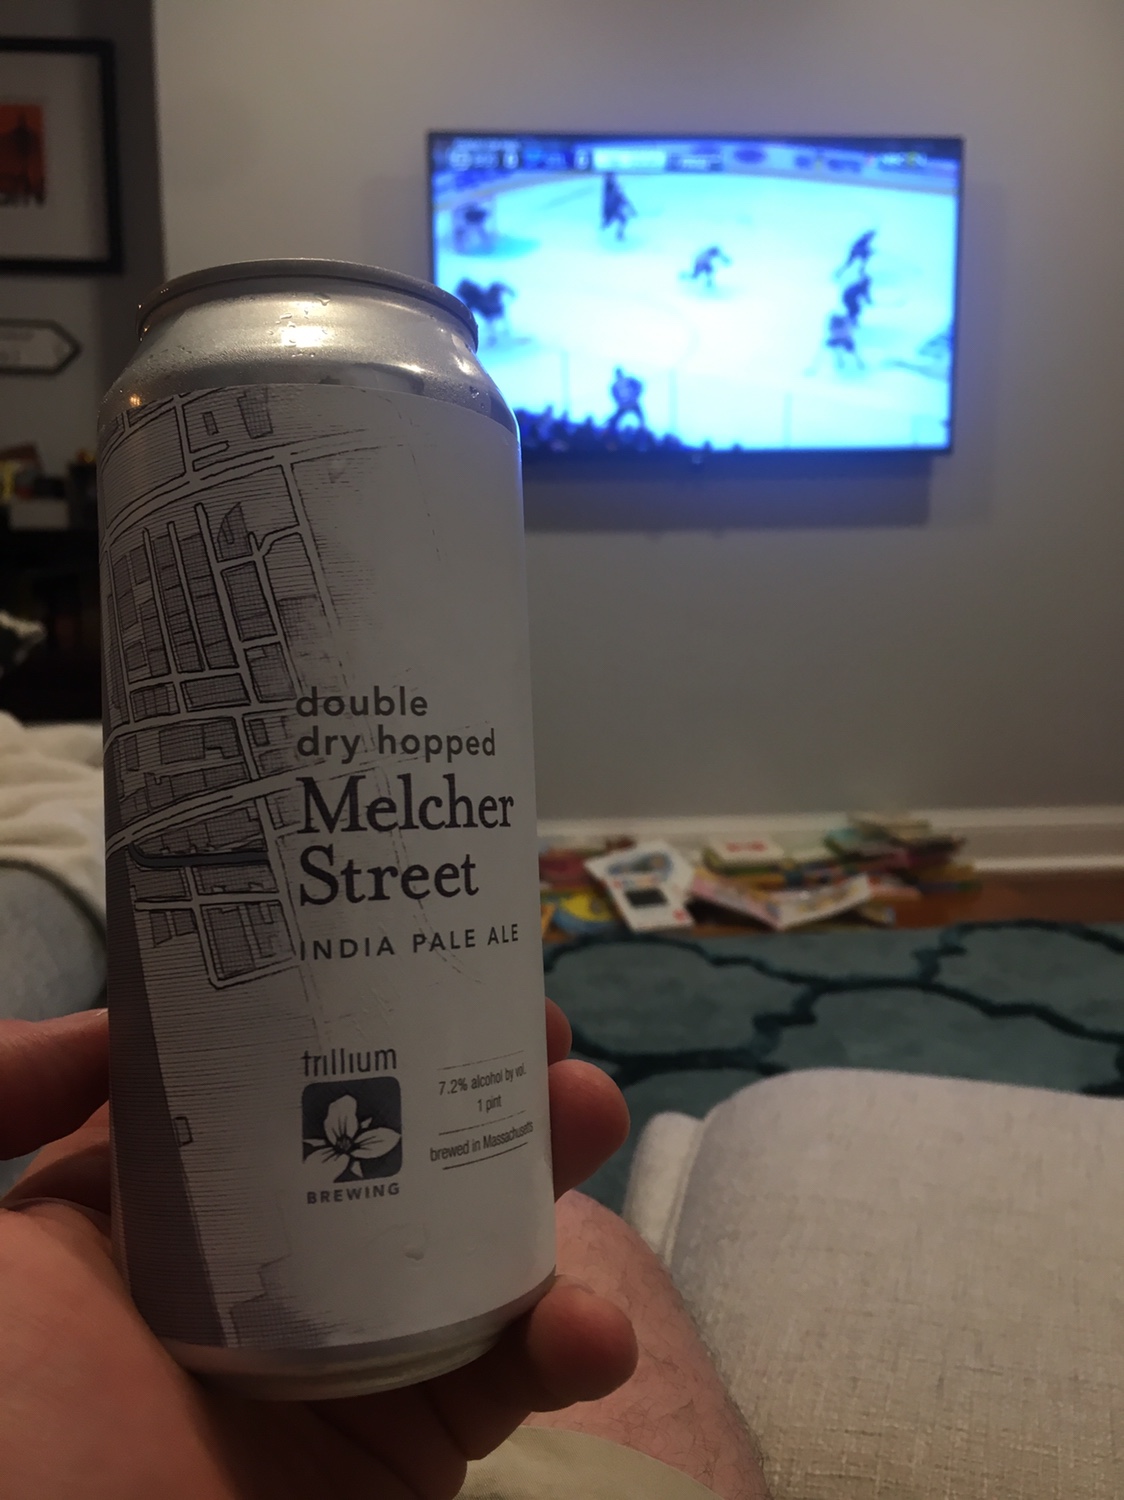 double
dry hopped
Melcher
Street
INDIA PALE ALE
trillium
BREWING
7.2% alcohol by vol.
1 pint
brewed in Massachusetts